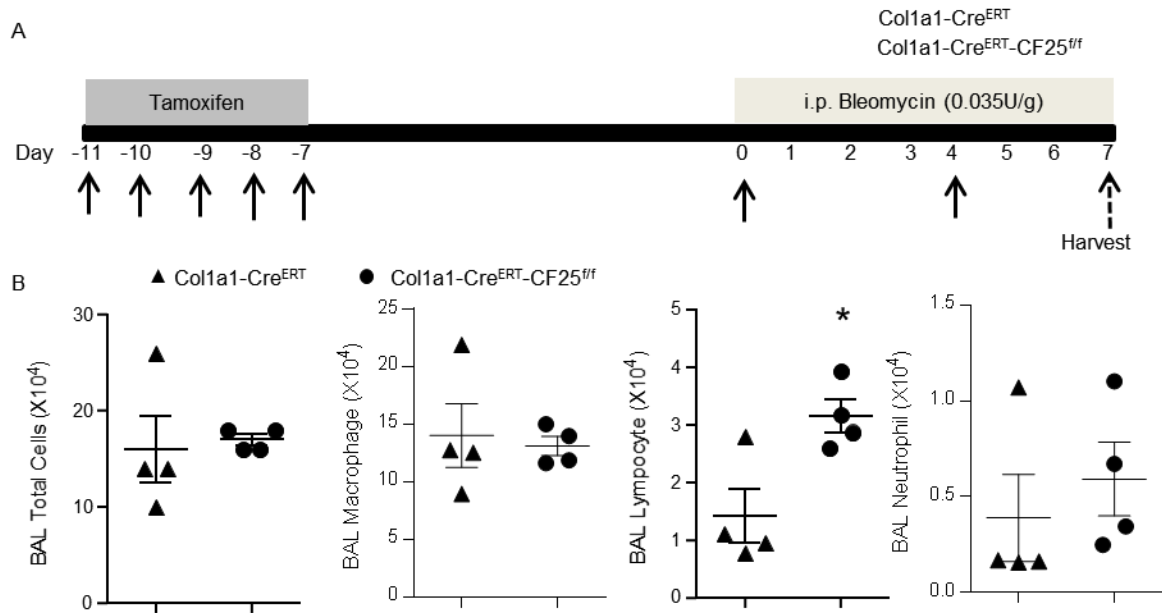 A
Col1a1-Cre^ERT
Col1a1-Cre^ERT-CF25^f/f
Tamoxifen
i.p. Bleomycin (0.035U/g)
Day -11 -10 -9 -8 -7 0 1 2 3 4 5 6 7
Harvest
B
▲ Col1a1-Cre^ERT ● Col1a1-Cre^ERT-CF25^f/f
BAL Total Cells (X10^4)
30
20
10
0
BAL Macrophage (X10^4)
25
20
15
10
5
0
BAL Lympocyte (X10^4)
5
4
3
2
1
0
*
BAL Neutrophil (X10^4)
1.5
1.0
0.5
0.0